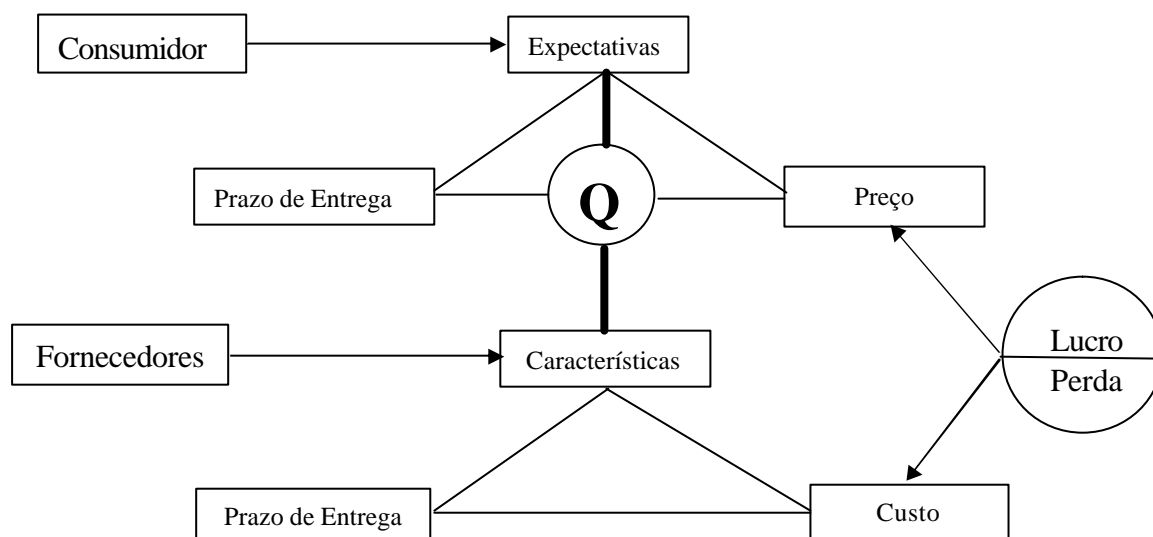 Consumidor
Expectativas
Prazo de Entrega
Q
Preço
Fornecedores
Características
Lucro
Perda
Prazo de Entrega
Custo